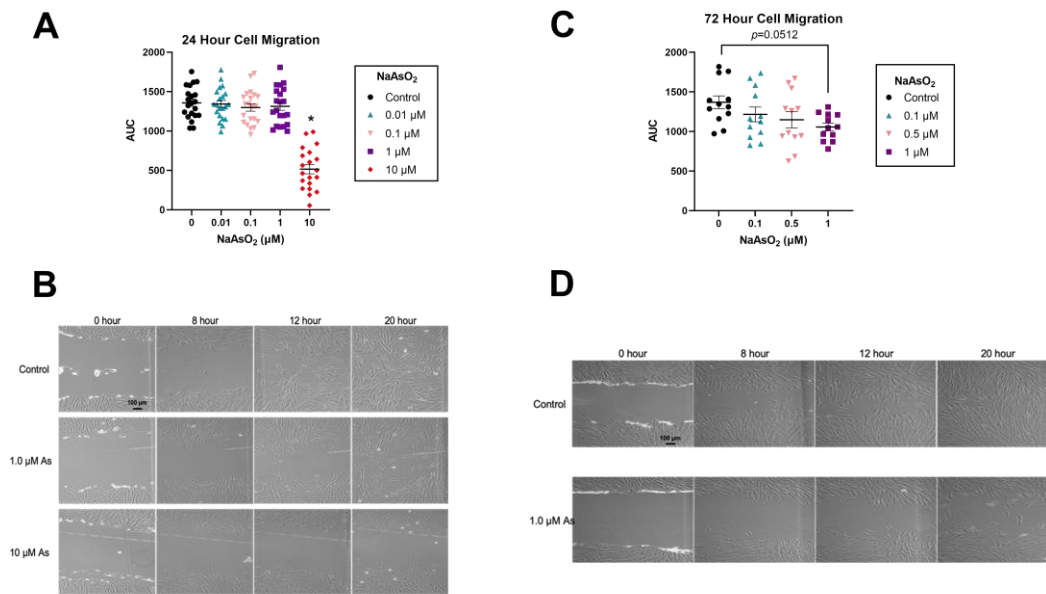 A
24 Hour Cell Migration
2000
1500
1000
500
0
AUC
*
0 0.01 0.1 1 10
NaAsO₂ (µM)
NaAsO₂
Control
0.01 µM
0.1 µM
1 µM
10 µM
C
72 Hour Cell Migration
p=0.0512
2000
1500
1000
500
0
AUC
0 0.1 0.5 1
NaAsO₂ (µM)
NaAsO₂
Control
0.1 µM
0.5 µM
1 µM
B
0 hour 8 hour 12 hour 20 hour
Control
100 µm
1.0 µM As
10 µM As
D
0 hour 8 hour 12 hour 20 hour
Control
100 µm
1.0 µM As